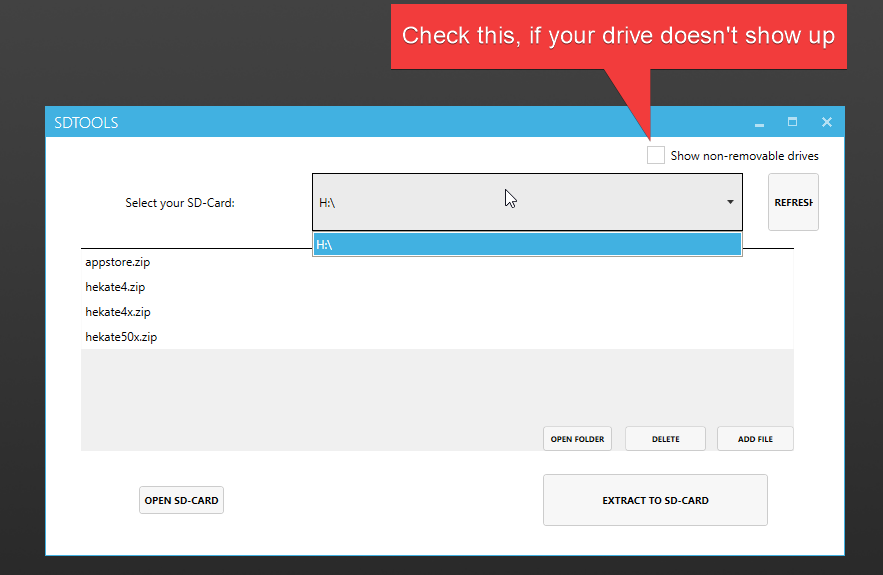 Check this, if your drive doesn't show up
SDTOOLS
Show non-removable drives
Select your SD-Card:
H:\
REFRESH
H:\
appstore.zip
hekate4.zip
hekate4x.zip
hekate50x.zip
OPEN FOLDER
DELETE
ADD FILE
OPEN SD-CARD
EXTRACT TO SD-CARD